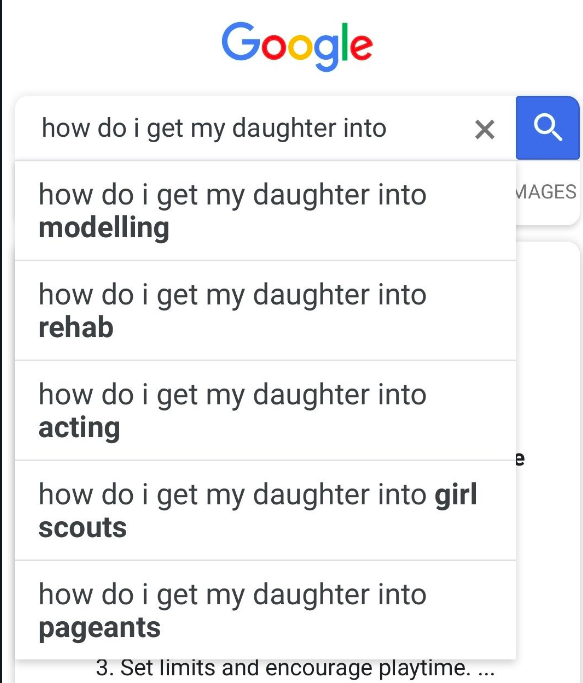 Google
how do i get my daughter into
how do i get my daughter into
modelling
MAGES
how do i get my daughter into
rehab
how do i get my daughter into
acting
e
how do i get my daughter into girl
scouts
how do i get my daughter into
pageants
3. Set limits and encourage playtime. ...